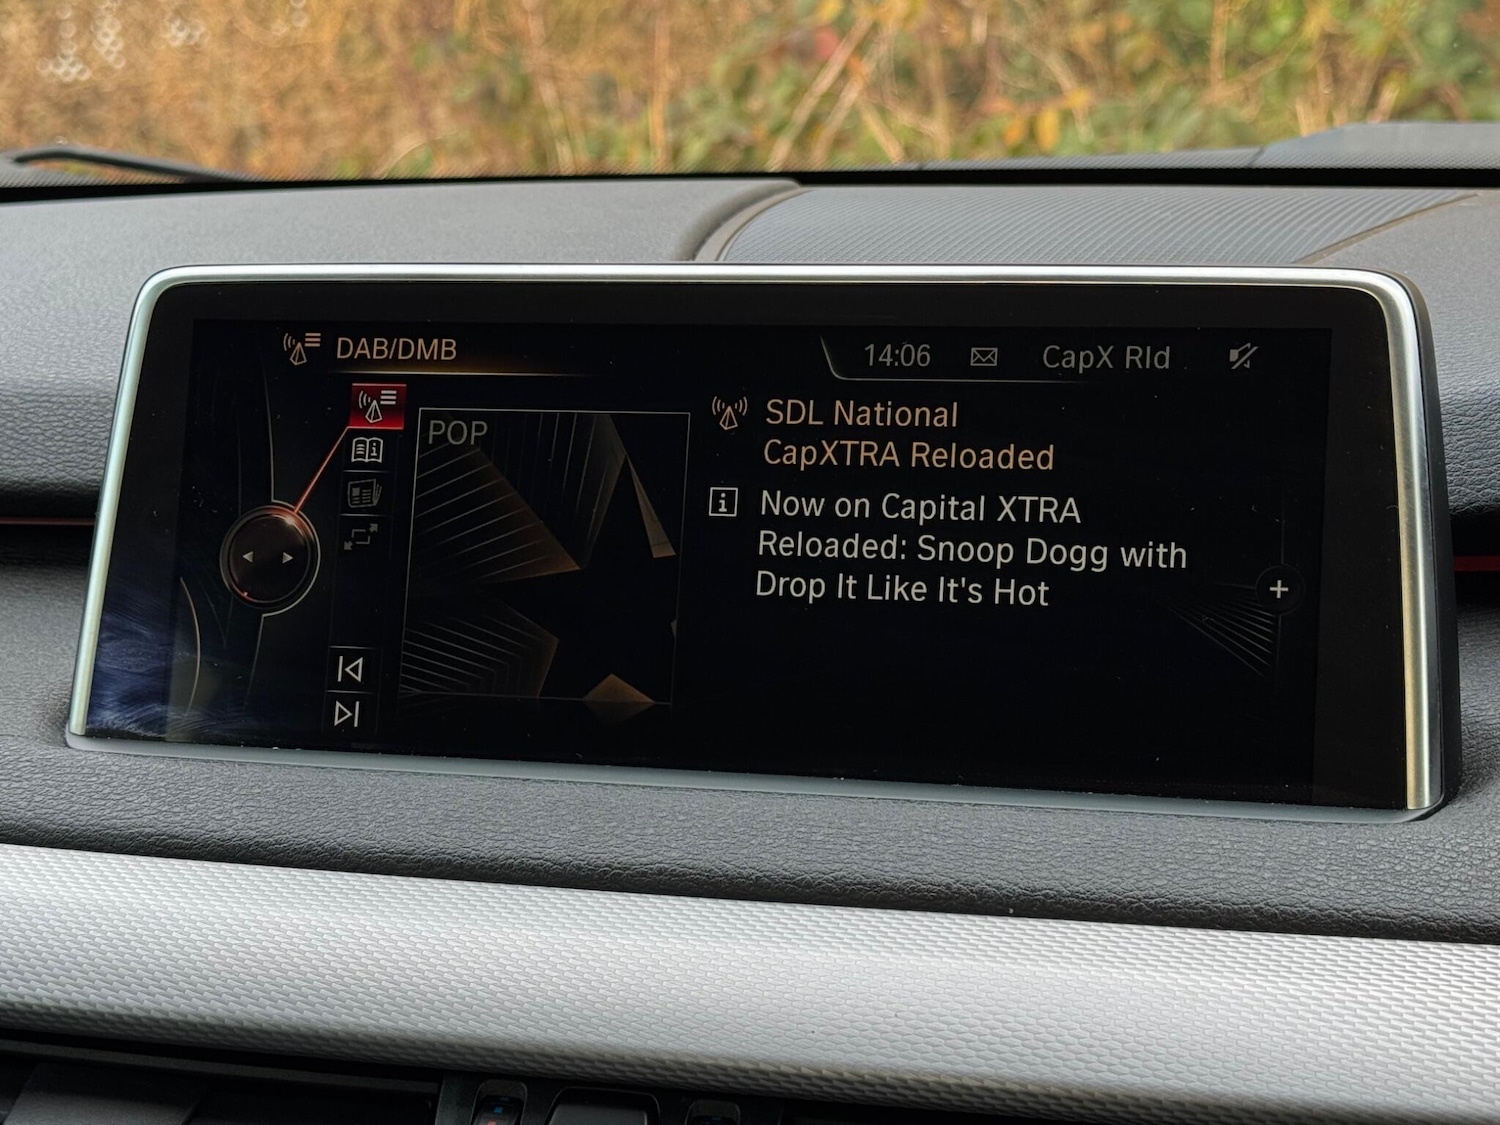 DAB/DMB
14:06
CapX Rld
POP
SDL National
CapXTRA Reloaded
Now on Capital XTRA
Reloaded: Snoop Dogg with
Drop It Like It's Hot